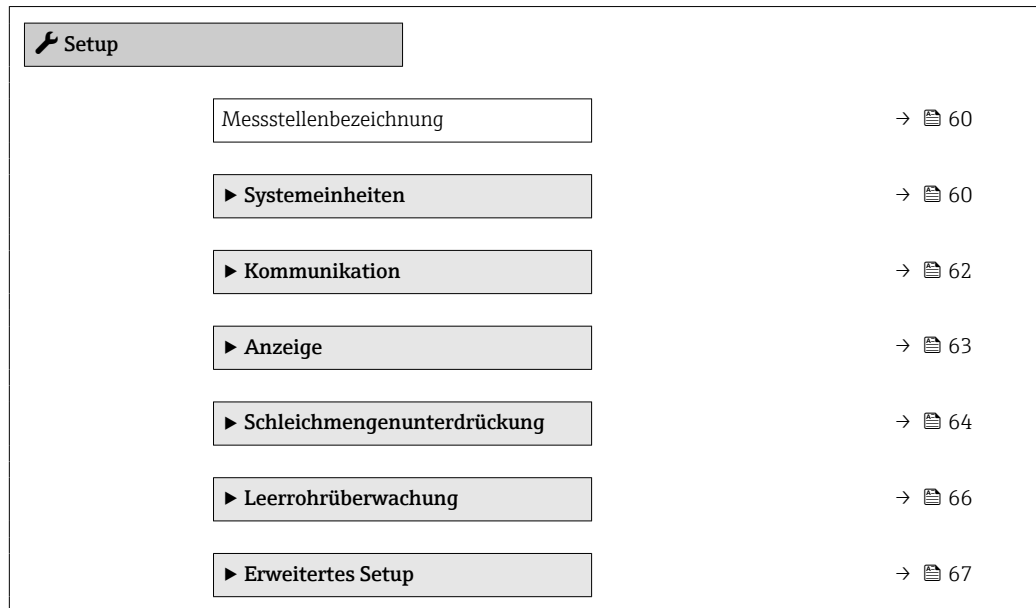 Setup
Messstellenbezeichnung → 60
▶ Systemeinheiten → 60
▶ Kommunikation → 62
▶ Anzeige → 63
▶ Schleichmengenunterdrückung → 64
▶ Leerrohrüberwachung → 66
▶ Erweitertes Setup → 67